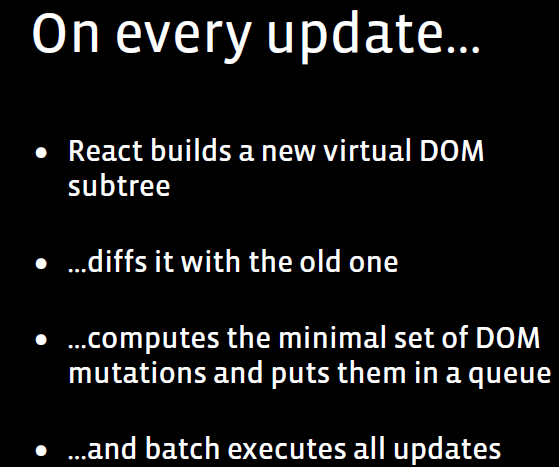 On every update...
• React builds a new virtual DOM
subtree
• ...diffs it with the old one
• ...computes the minimal set of DOM
mutations and puts them in a queue
• ...and batch executes all updates